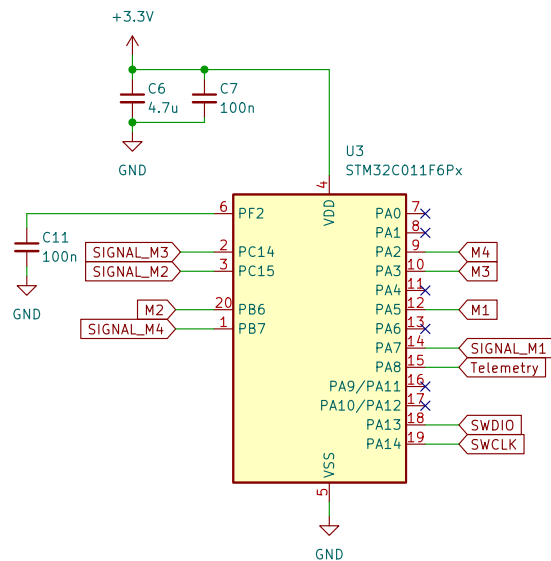 +3.3V
C6
4.7u
C7
100n
GND
U3
STM32C011F6Px
4
VDD
6 PF2
PA0 7
PA1 8
C11
100n
SIGNAL_M3 2 PC14
PA2 9 M4
SIGNAL_M2 3 PC15
PA3 10 M3
GND
PA4 11
M2 20 PB6
PA5 12 M1
SIGNAL_M4 1 PB7
PA6 13
PA7 14 SIGNAL_M1
PA8 15 Telemetry
PA9/PA11 16
PA10/PA12 17
PA13 18 SWDIO
PA14 19 SWCLK
VSS
5
GND